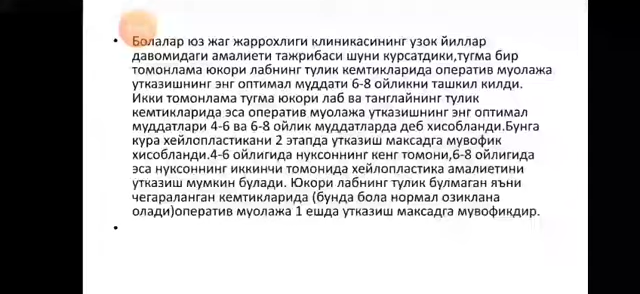 Болалар юз жаг жаррохлиги клиникасининг узок йиллар
давомидаги амалиети тажрибаси шуни курсатдики,тугма бир
томонлама юкори лабнинг тулик кемтикларида оператив муолажа
утказишнинг энг оптимал муддати 6-8 ойликни ташкил килди.
Икки томонлама тугма юкори лаб ва танглайнинг тулик
кемтикларида эса оператив муолажа утказишнинг энг оптимал
муддатлари 4-6 ва 6-8 ойлик муддатларда деб хисобланди.Бунга
кура хейлопластикани 2 этапда утказиш максадга мувофик
хисобланди.4-6 ойлигида нуксоннинг кенг томони,6-8 ойлигида
эса нуксоннинг иккинчи томонида хейлопластика амалиетини
утказиш мумкин булади. Юкори лабнинг тулик булмаган яъни
чегараланган кемтикларида (бунда бола нормал озиклана
олади)оператив муолажа 1 ешда утказиш максадга мувофикдир.